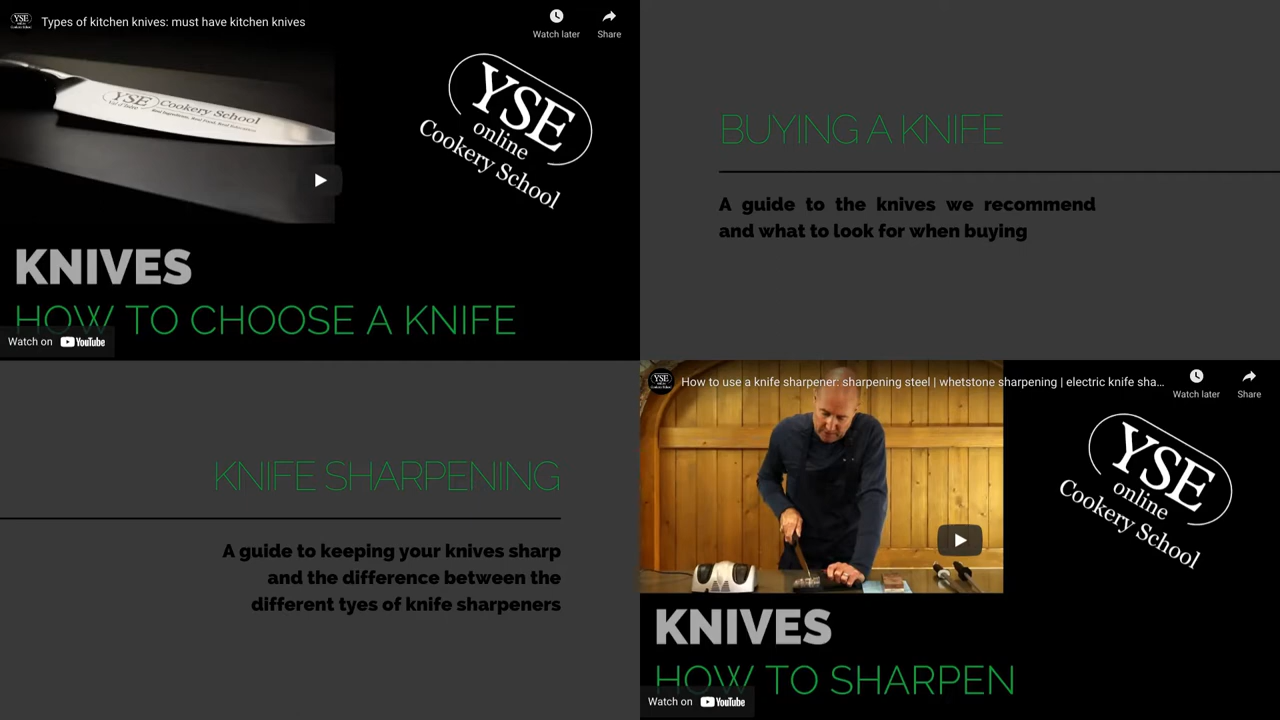 Types of kitchen knives: must have kitchen knives
Watch later
Share
YSE
Cookery School
YSE
online
Cookery School
KNIVES
HOW TO CHOOSE A KNIFE
Watch on YouTube
BUYING A KNIFE
A guide to the knives we recommend
and what to look for when buying
KNIFE SHARPENING
A guide to keeping your knives sharp
and the difference between the
different tyes of knife sharpeners
YSE
How to use a knife sharpener: sharpening steel | whetstone sharpening | electric knife sha...
Watch later
Share
YSE
online
Cookery School
KNIVES
HOW TO SHARPEN
Watch on YouTube